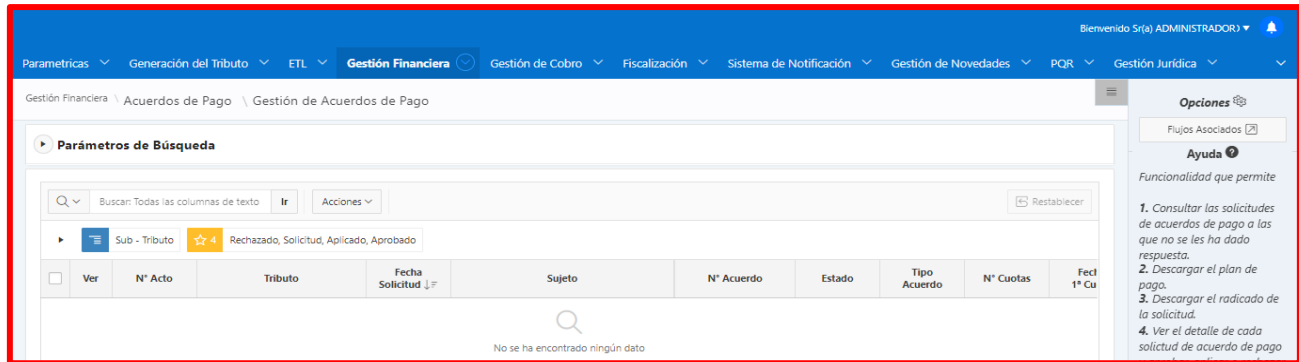 Bienvenido Sr(a) ADMINISTRADOR)
Parametricas Generación del Tributo ETL Gestión Financiera Gestión de Cobro Fiscalización Sistema de Notificación Gestión de Novedades PQR Gestión Jurídica
Gestión Financiera \ Acuerdos de Pago \ Gestión de Acuerdos de Pago
Parámetros de Búsqueda
Buscar: Todas las columnas de texto Ir Acciones Restablecer
Sub - Tributo 4 Rechazado, Solicitud, Aplicado, Aprobado
Ver N° Acto Tributo Fecha Solicitud Sujeto N° Acuerdo Estado Tipo Acuerdo N° Cuotas Fecl 1ª Cu
No se ha encontrado ningún dato
Opciones
Flujos Asociados
Ayuda
Funcionalidad que permite
1. Consultar las solicitudes
de acuerdos de pago a las
que no se les ha dado
respuesta.
2. Descargar el plan de
pago.
3. Descargar el radicado de
la solicitud.
4. Ver el detalle de cada
solictud de acuerdo de pago